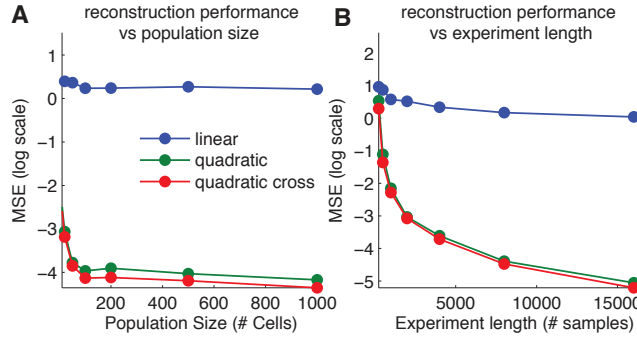 A
reconstruction performance
vs population size
1
0
−1
−2
−3
−4
MSE (log scale)
linear
quadratic
quadratic cross
200
400
600
800
1000
Population Size (# Cells)
B
reconstruction performance
vs experiment length
2
1
0
−1
−2
−3
−4
−5
MSE (log scale)
5000
10000
15000
Experiment length (# samples)